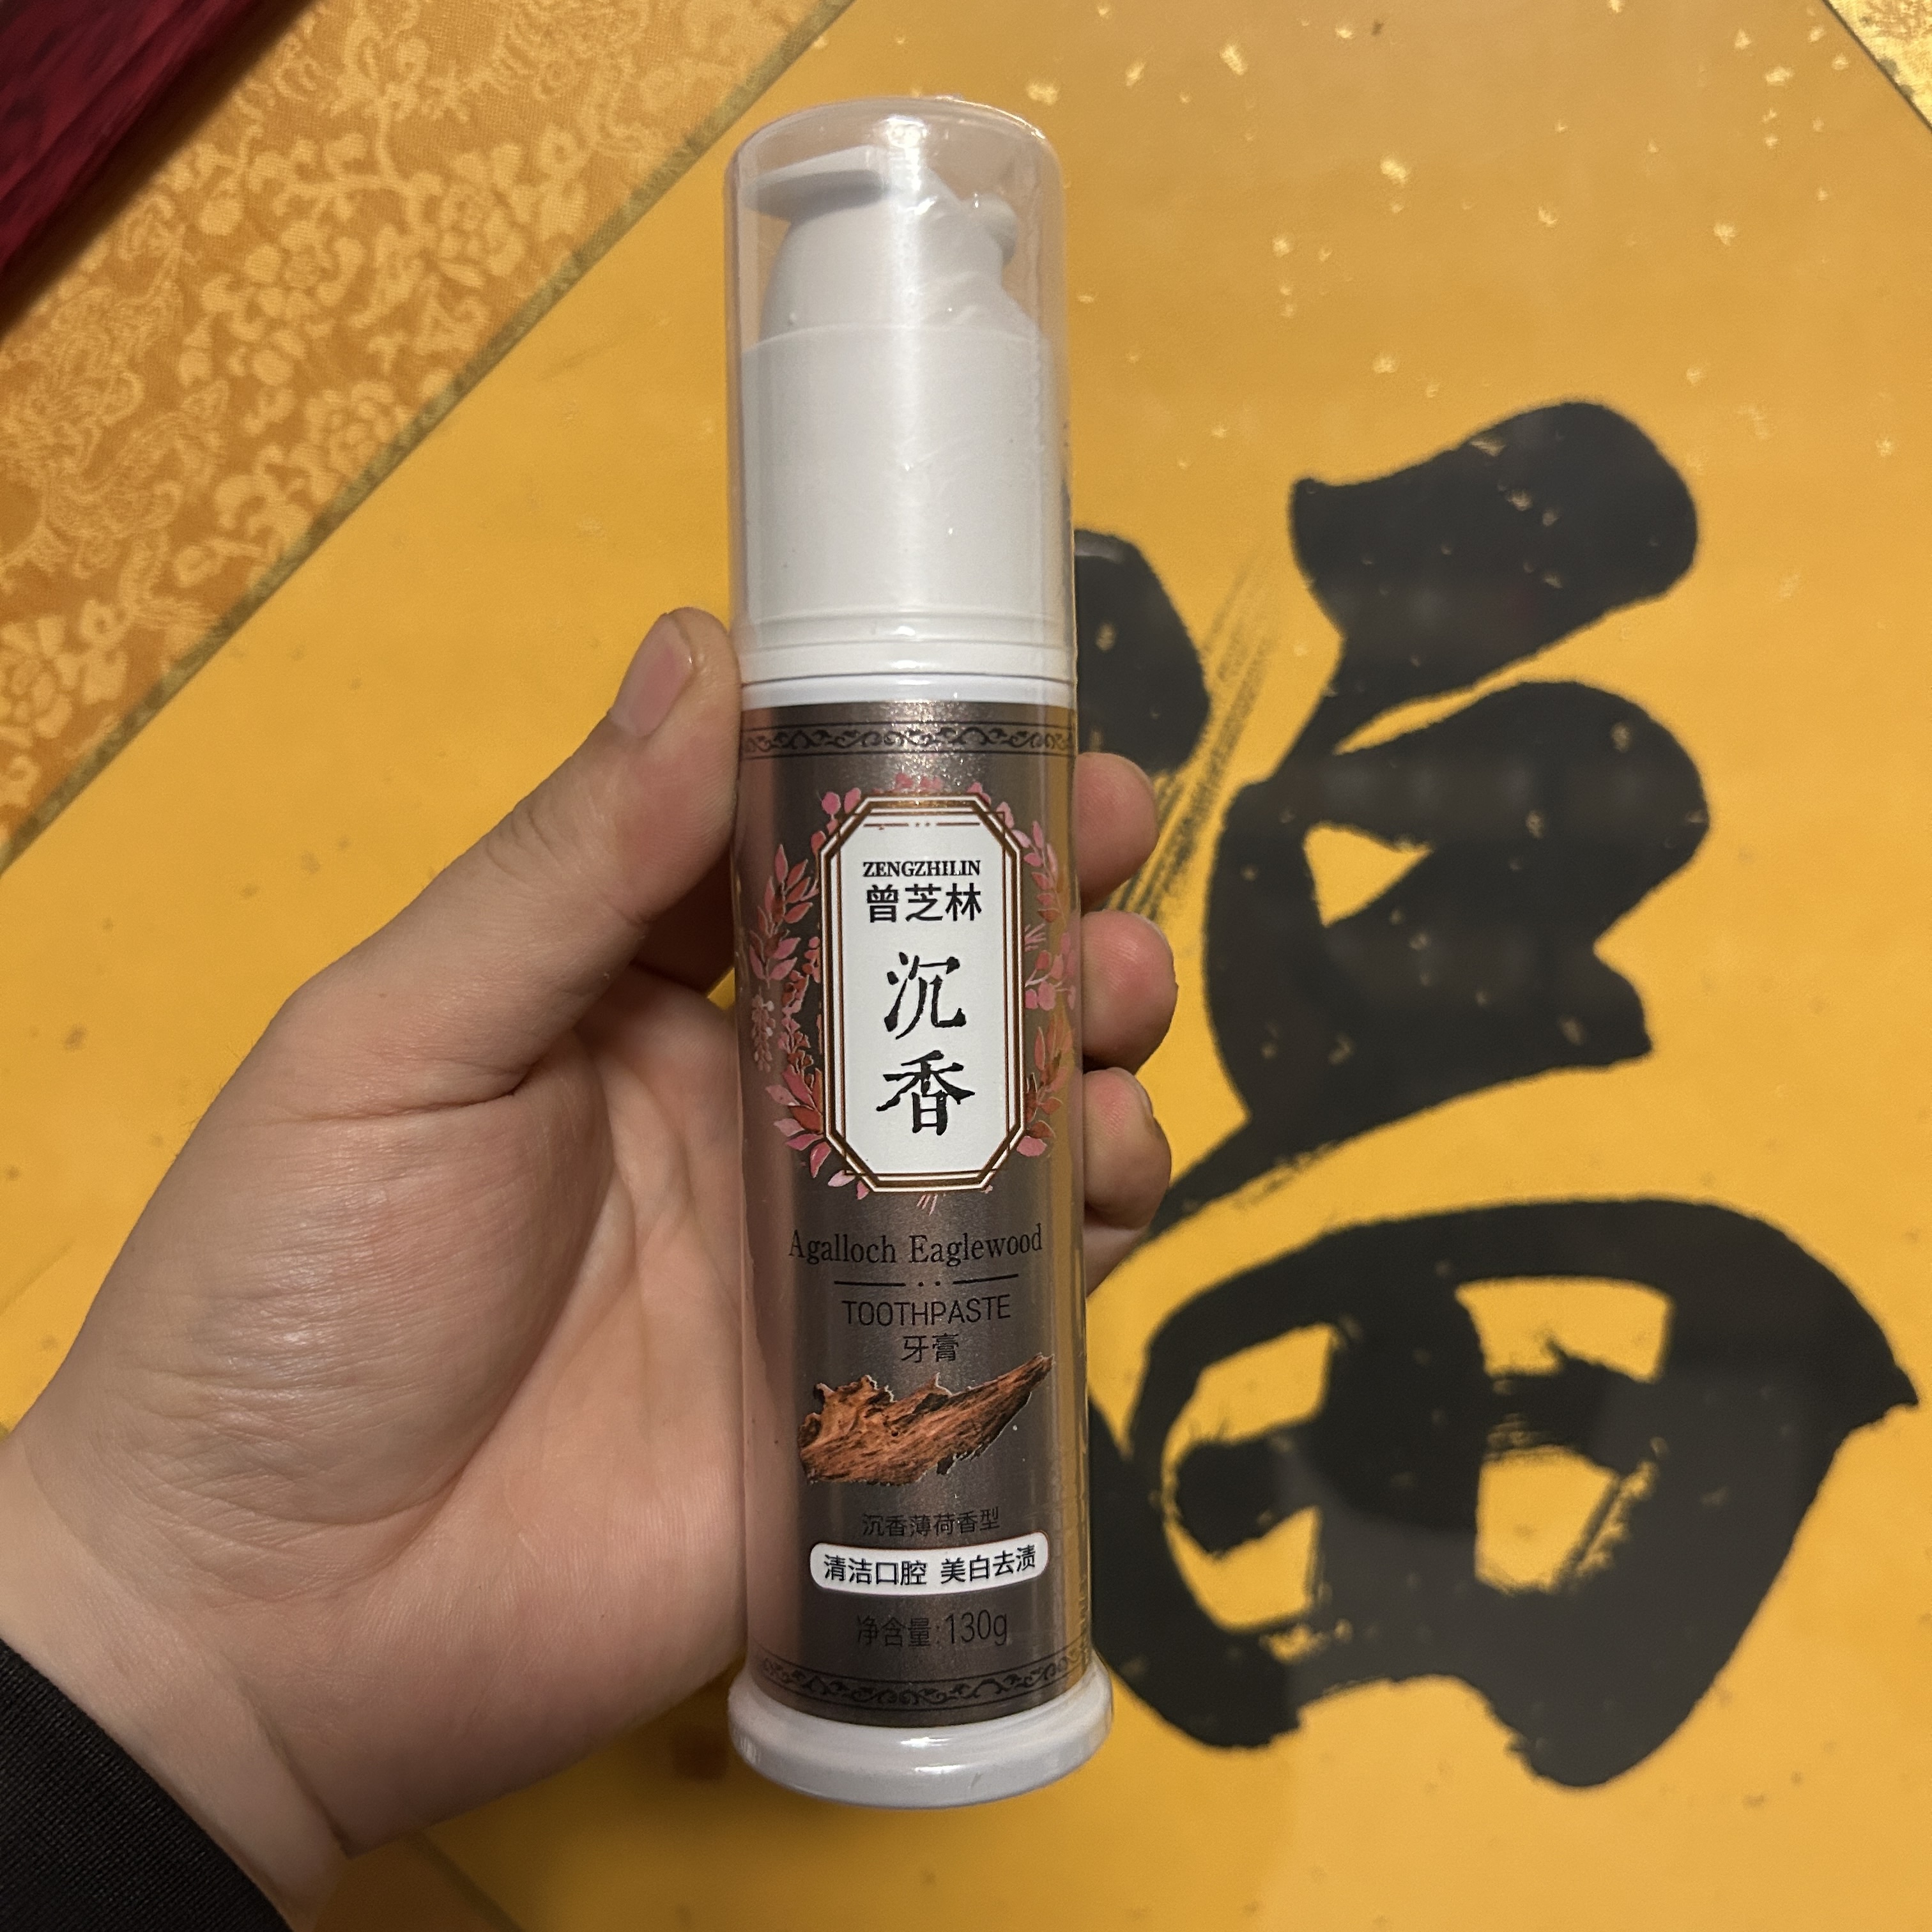 ZENGZHILIN
曾芝林
沉
香
Agalloch Eaglewood
TOOTHPASTE
牙膏
沉香薄荷香型
清洁口腔 美白去渍
净含量:130g
福